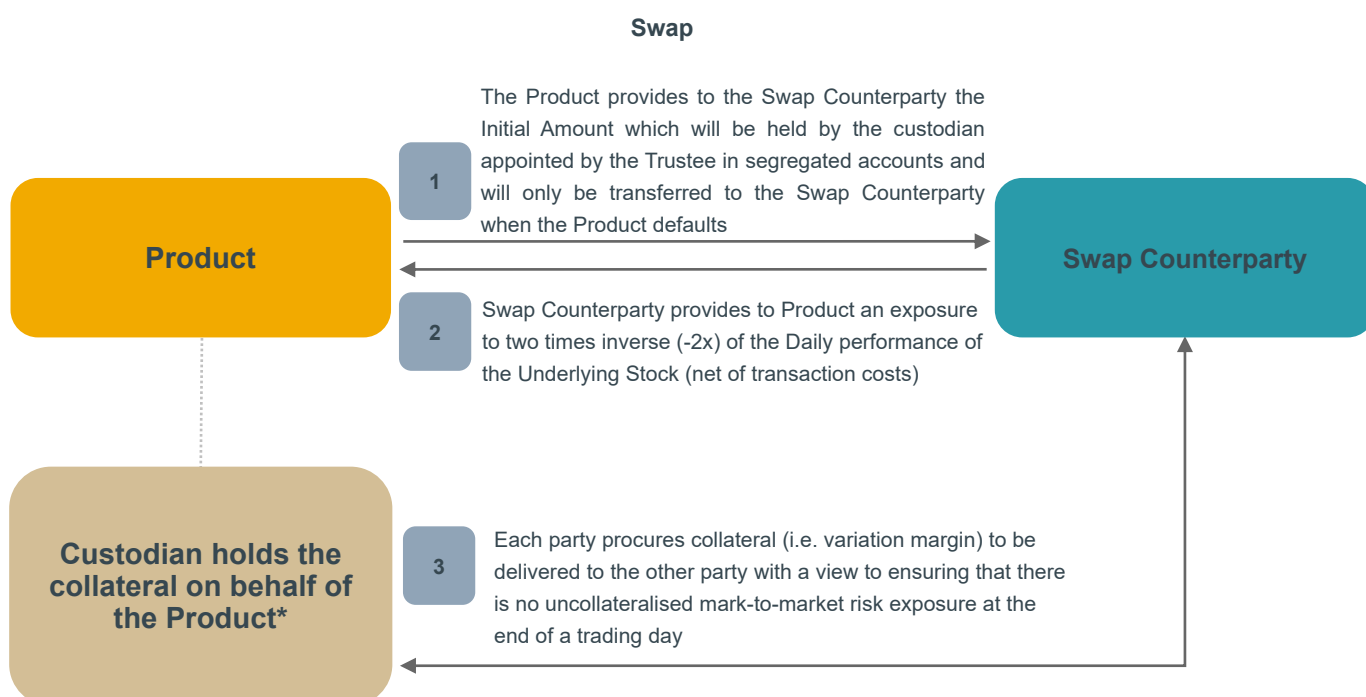 Swap
The Product provides to the Swap Counterparty the
Initial Amount which will be held by the custodian
appointed by the Trustee in segregated accounts and
will only be transferred to the Swap Counterparty
when the Product defaults
1
Product
Swap Counterparty
2
Swap Counterparty provides to Product an exposure
to two times inverse (-2x) of the Daily performance of
the Underlying Stock (net of transaction costs)
Custodian holds the
collateral on behalf of
the Product*
3
Each party procures collateral (i.e. variation margin) to be
delivered to the other party with a view to ensuring that there
is no uncollateralised mark-to-market risk exposure at the
end of a trading day